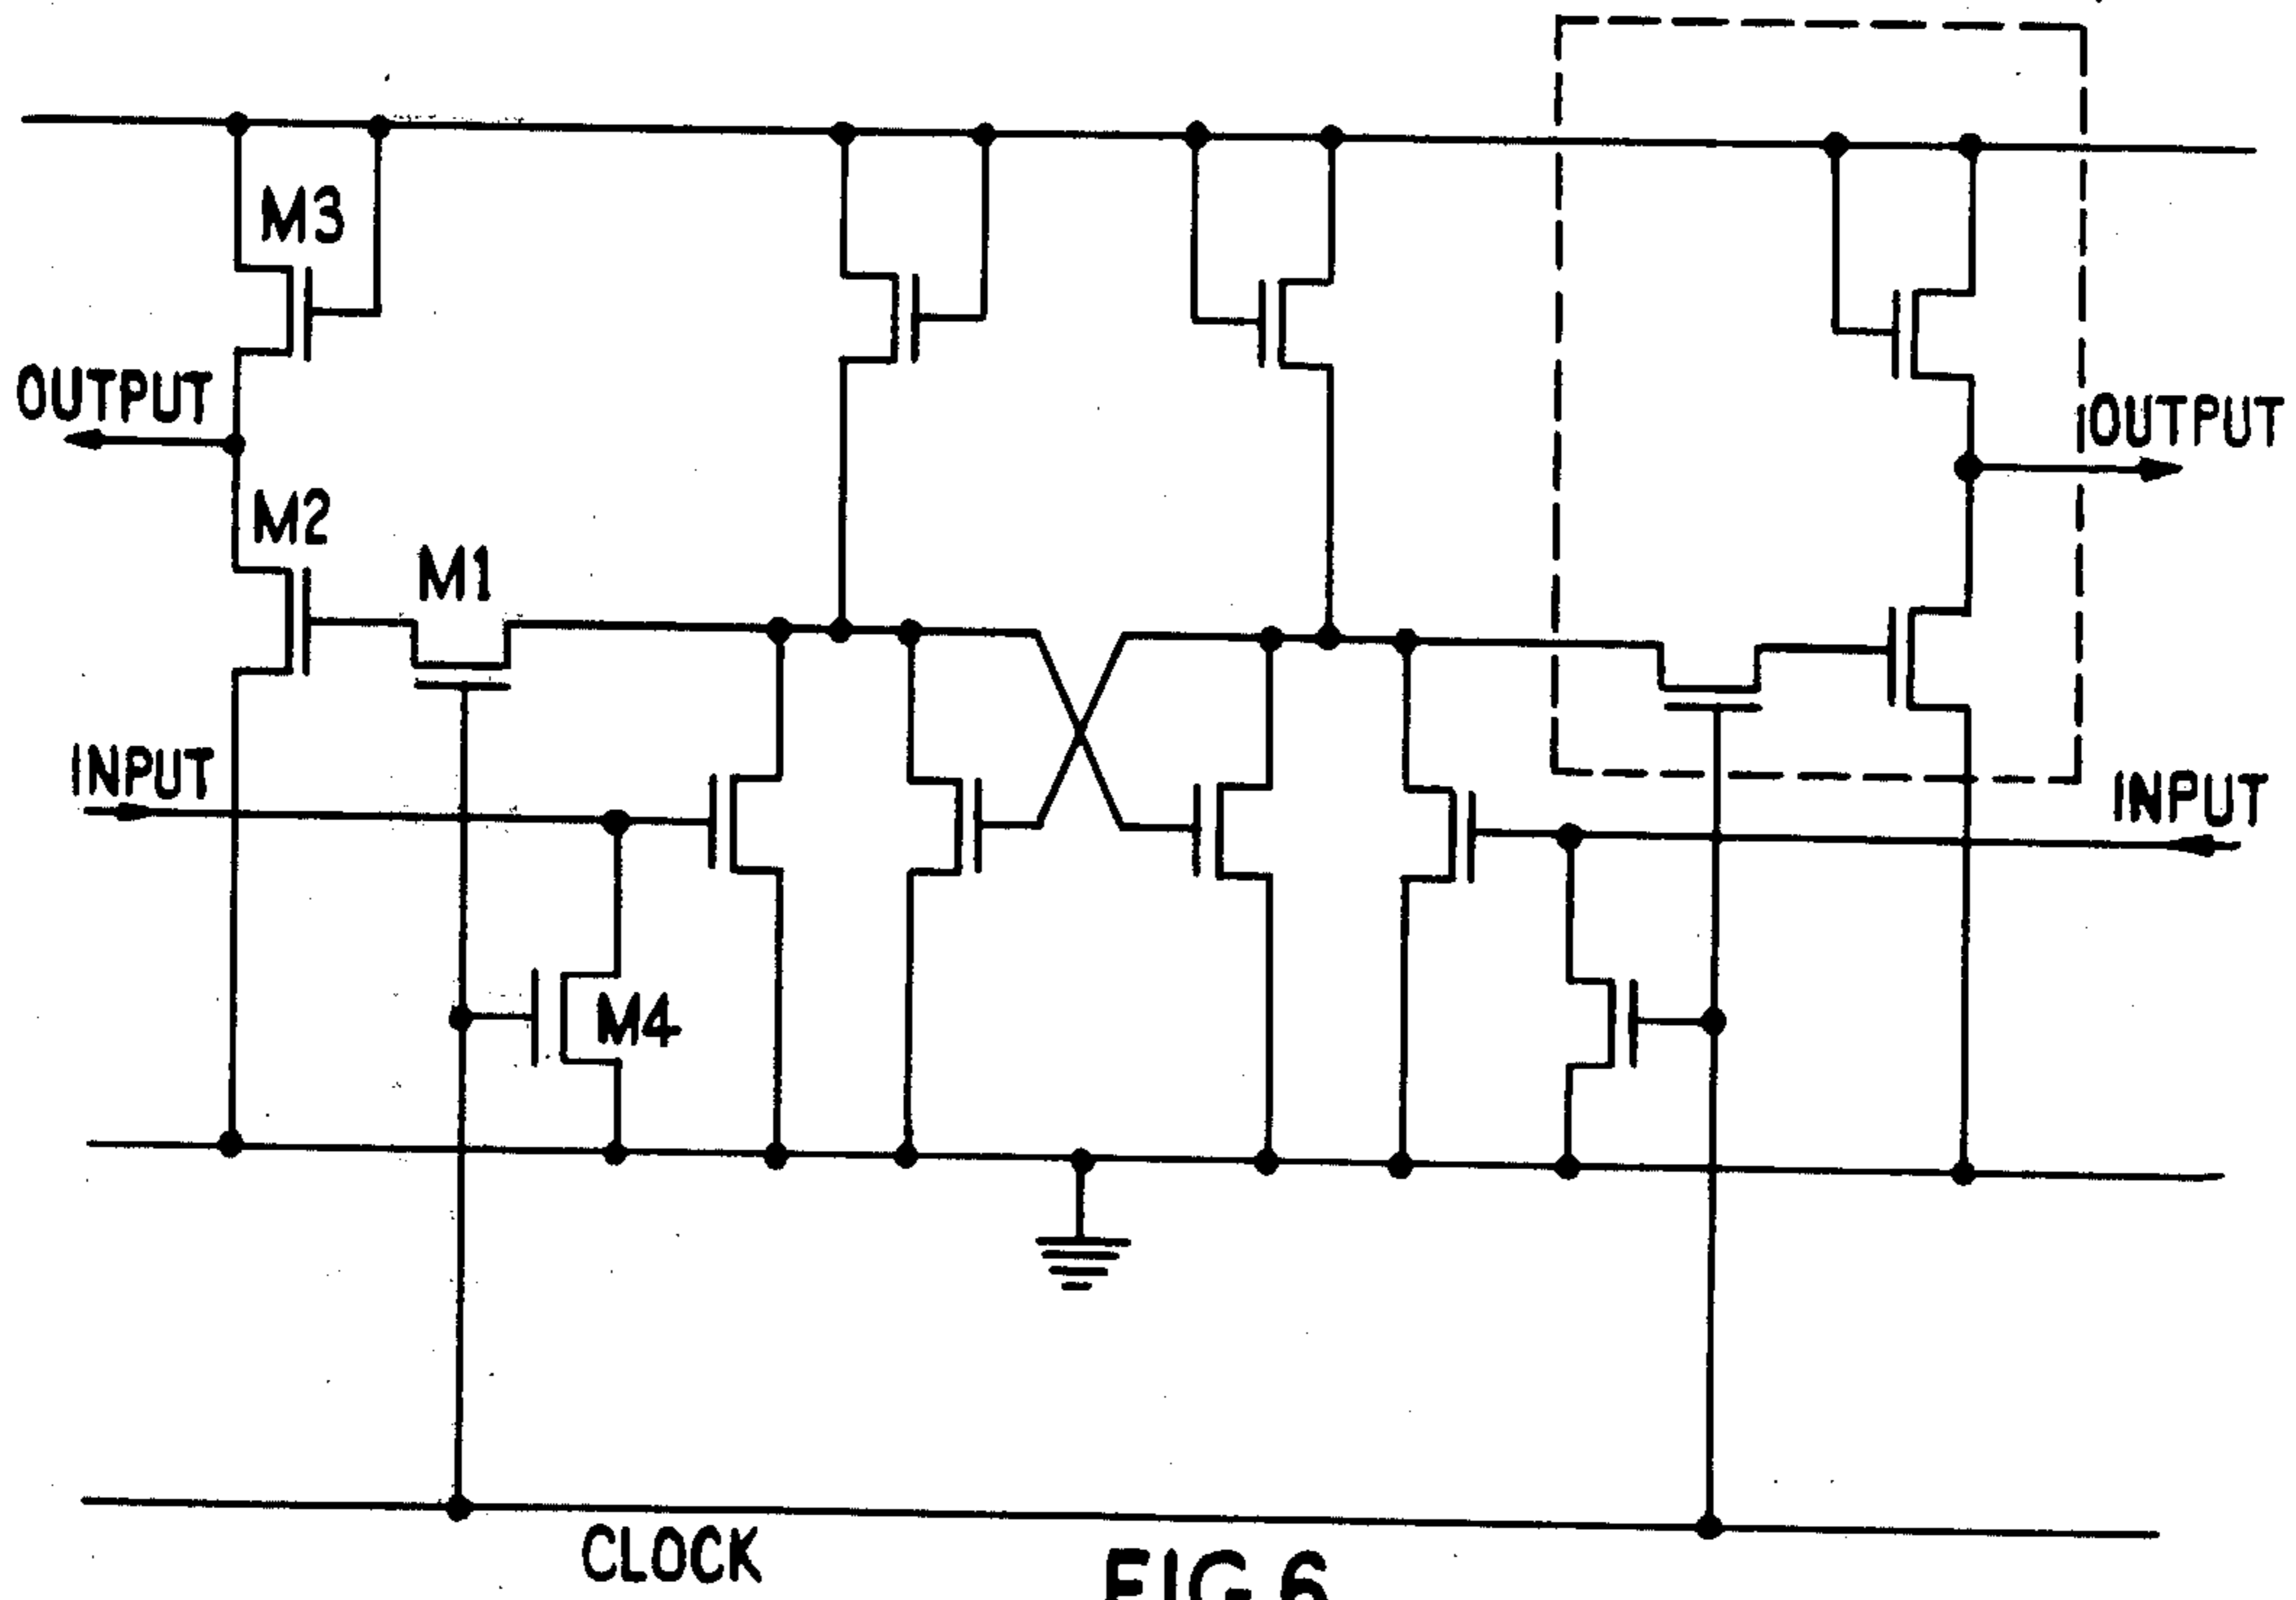 M3
OUTPUT
OUTPUT
M2
M1
INPUT
INPUT
M4
CLOCK
FIG.6